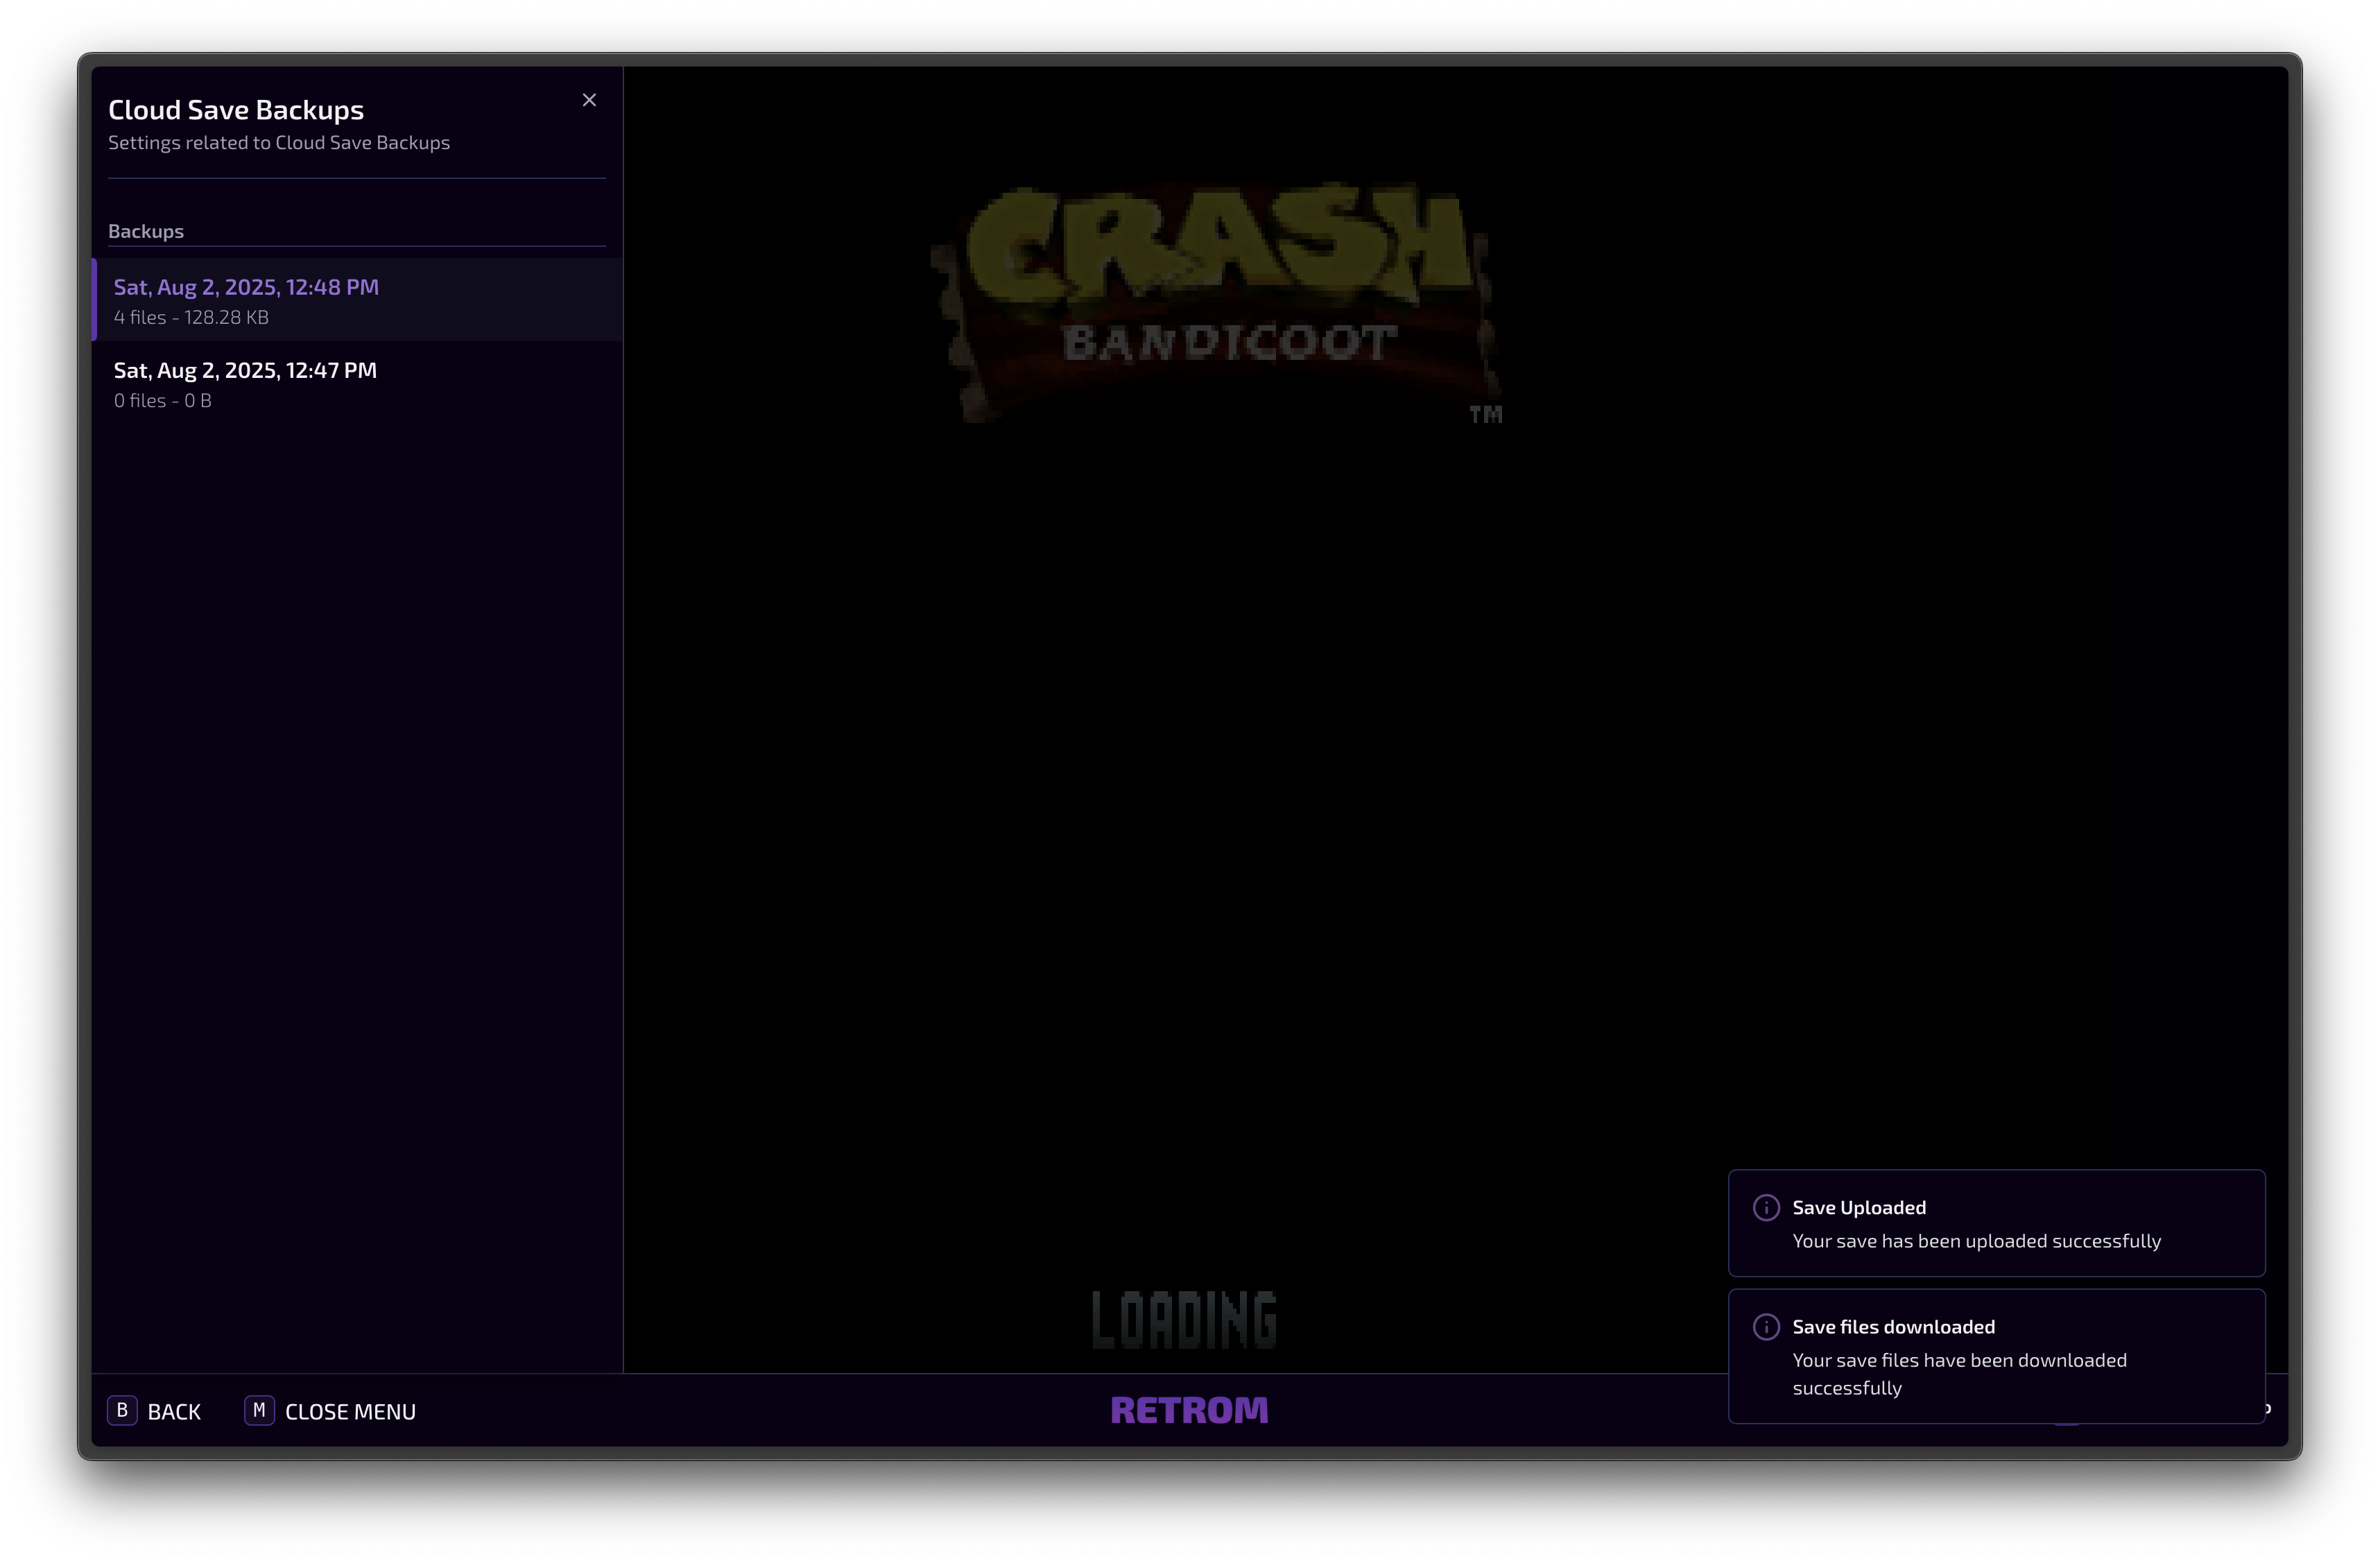 Cloud Save Backups
Settings related to Cloud Save Backups
Backups
Sat, Aug 2, 2025, 12:48 PM
4 files - 128.28 KB
Sat, Aug 2, 2025, 12:47 PM
0 files - 0 B
CRASH
BANDICOOT
TM
LOADING
Save Uploaded
Your save has been uploaded successfully
Save files downloaded
Your save files have been downloaded
successfully
B BACK M CLOSE MENU
RETROM